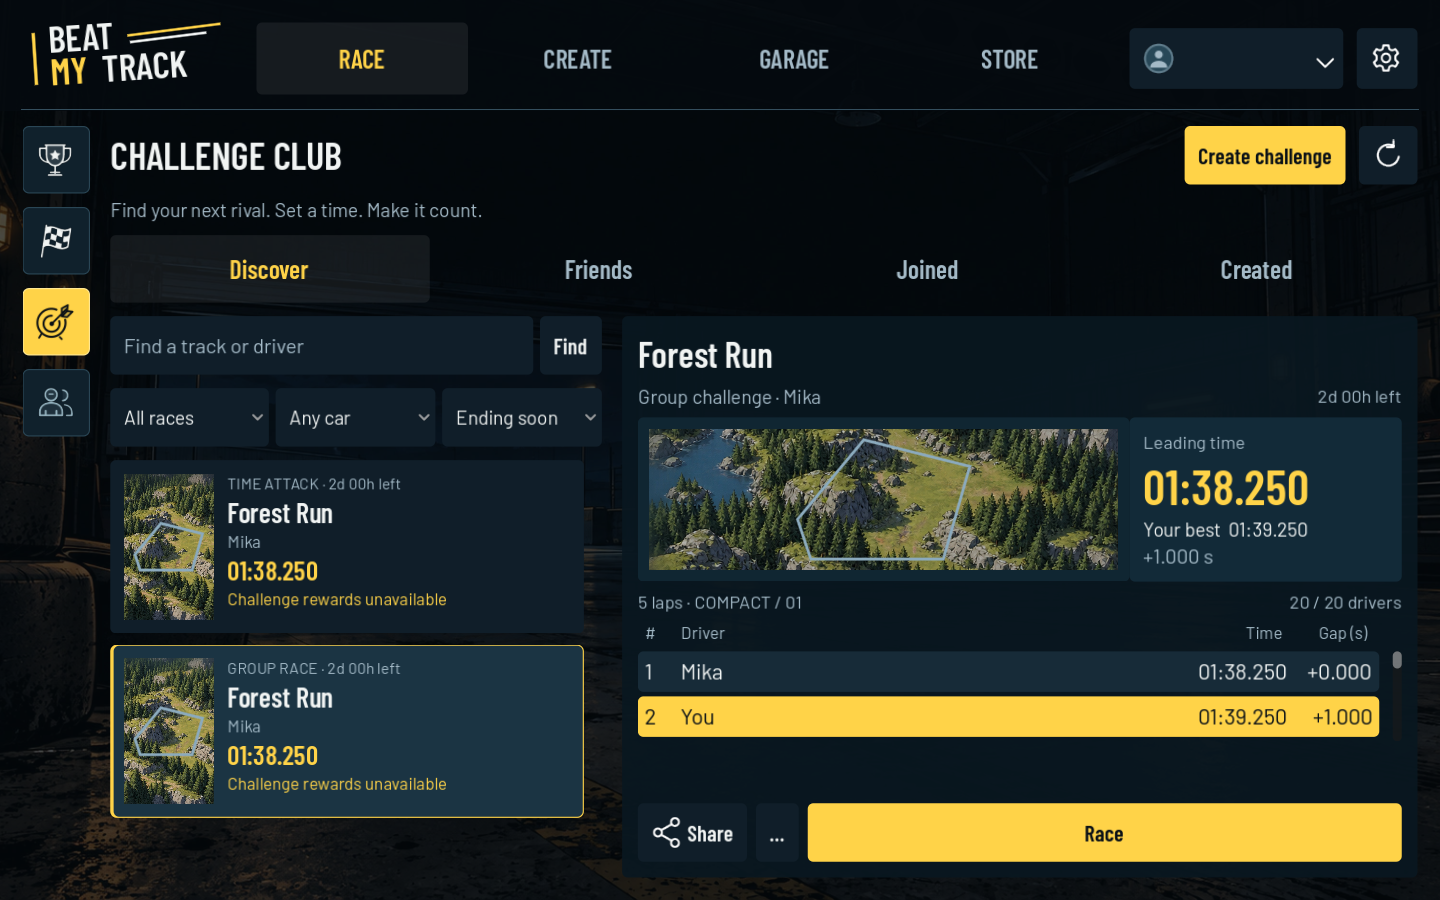 BEAT
MY TRACK
RACE
CREATE
GARAGE
STORE
CHALLENGE CLUB
Create challenge
Find your next rival. Set a time. Make it count.
Discover
Friends
Joined
Created
Find a track or driver
Find
All races
Any car
Ending soon
TIME ATTACK · 2d 00h left
Forest Run
Mika
01:38.250
Challenge rewards unavailable
GROUP RACE · 2d 00h left
Forest Run
Mika
01:38.250
Challenge rewards unavailable
Forest Run
Group challenge · Mika
2d 00h left
Leading time
01:38.250
Your best 01:39.250
+1.000 s
5 laps · COMPACT / 01
20 / 20 drivers
# Driver Time Gap (s)
1 Mika 01:38.250 +0.000
2 You 01:39.250 +1.000
Share
...
Race